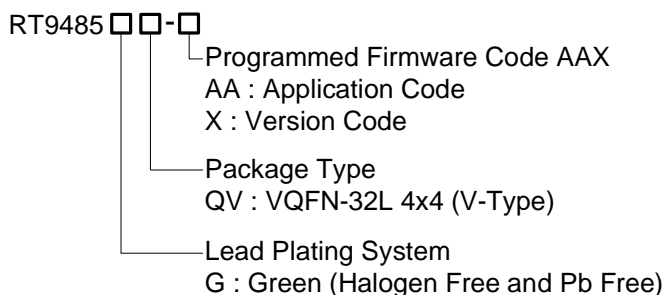 RT9485□□-□
Programmed Firmware Code AAX
AA : Application Code
X : Version Code
Package Type
QV : VQFN-32L 4x4 (V-Type)
Lead Plating System
G : Green (Halogen Free and Pb Free)